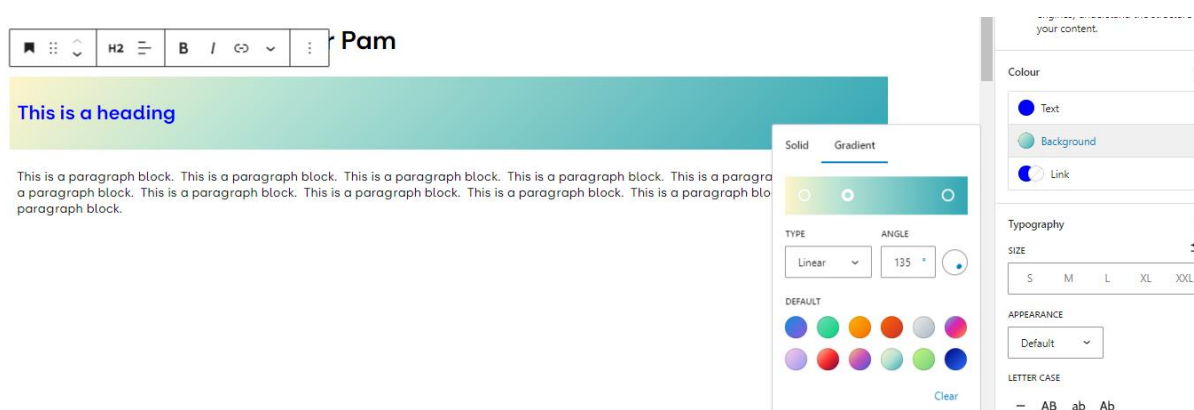 Pam
H2 B I
This is a heading
This is a paragraph block. This is a paragraph block. This is a paragraph block. This is a paragraph block. This is a
a paragraph block. This is a paragraph block. This is a paragraph block. This is a paragraph block. This is a paragraph
paragraph block.
Solid Gradient
TYPE ANGLE
Linear 135 °
DEFAULT
Clear
your content.
Colour
Text
Background
Link
Typography
SIZE
S M L XL XXL
APPEARANCE
Default
LETTER CASE
– AB ab Ab